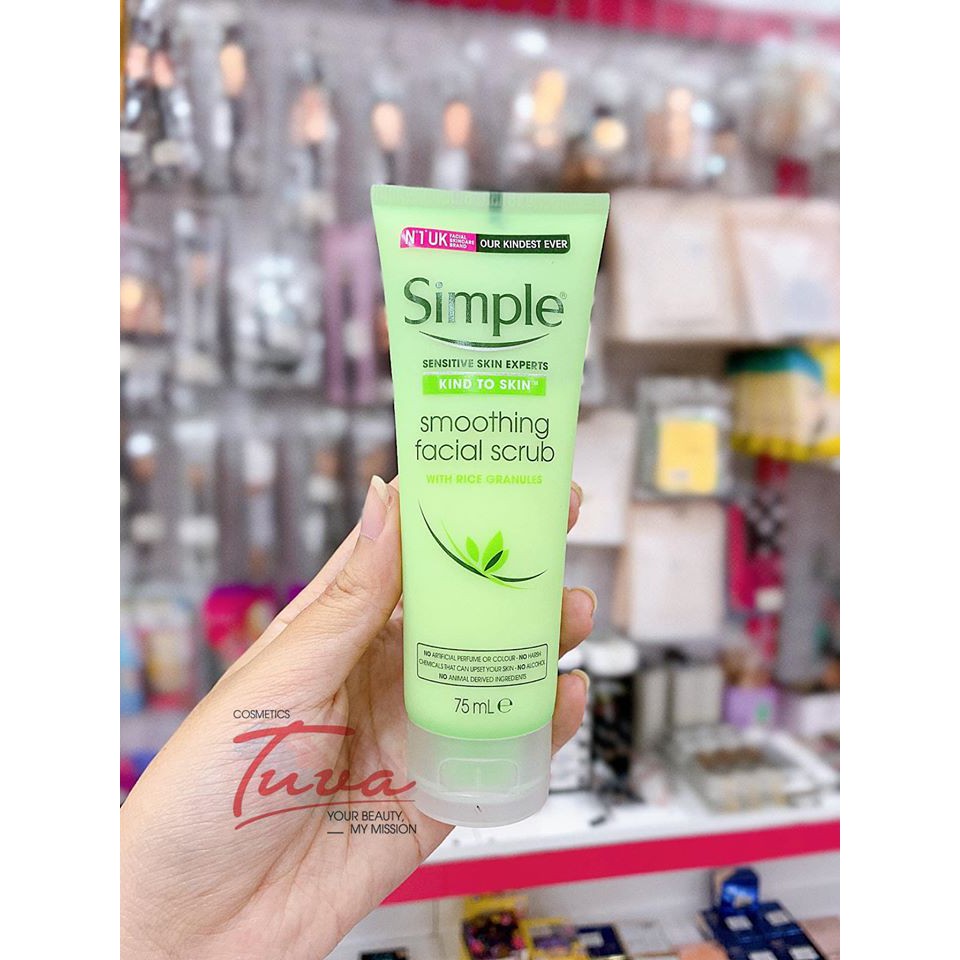 N°1 UK FACIAL SKINCARE BRAND OUR KINDEST EVER
Simple®
SENSITIVE SKIN EXPERTS
KIND TO SKIN™
smoothing
facial scrub
WITH RICE GRANULES
NO ARTIFICIAL PERFUME OR COLOUR - NO HARSH
CHEMICALS THAT CAN UPSET YOUR SKIN - NO ALCOHOL
NO ANIMAL DERIVED INGREDIENTS
75 mL ℮
COSMETICS
Tuva
YOUR BEAUTY,
MY MISSION